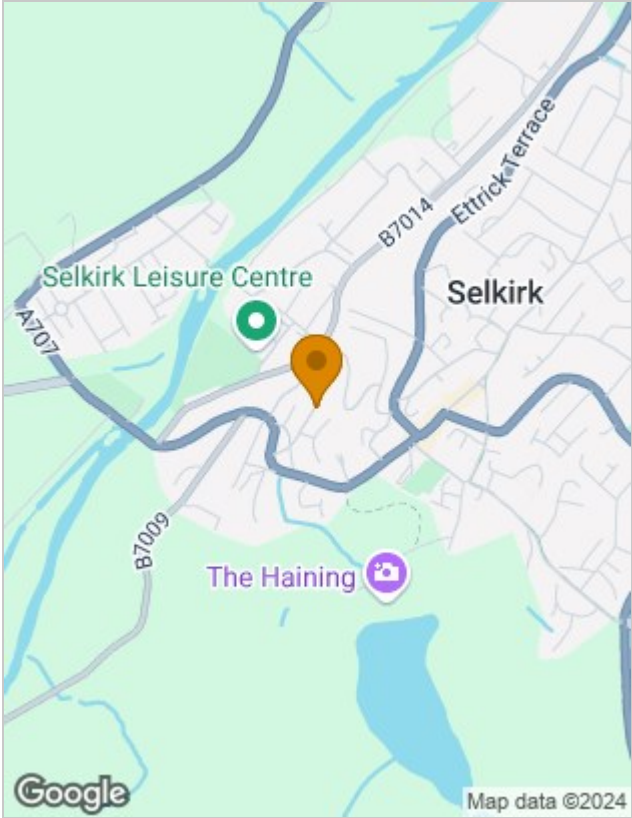 Ettrick Terrace
B7014
Selkirk Leisure Centre
Selkirk
A707
B7009
The Haining
Google
Map data ©2024